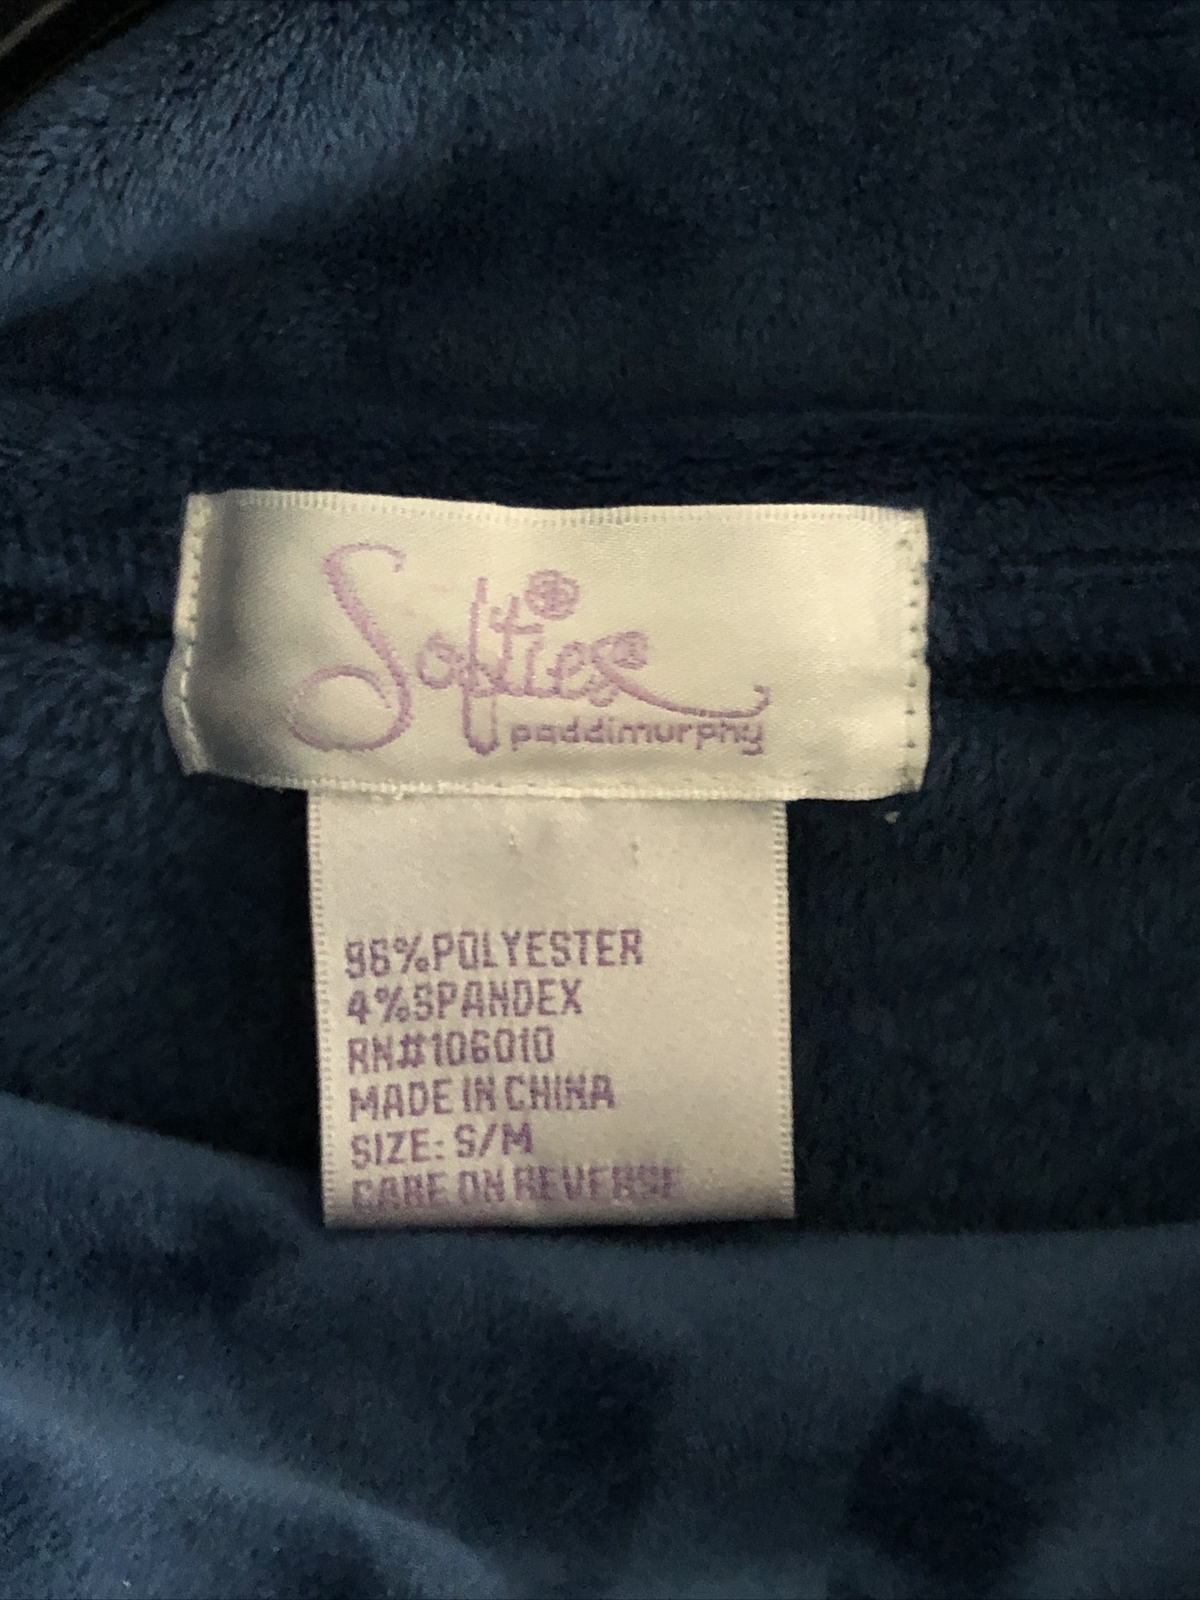 Softies®
paddimurphy
96%POLYESTER
4%SPANDEX
RN#106010
MADE IN CHINA
SIZE: S/M
CARE ON REVERSE